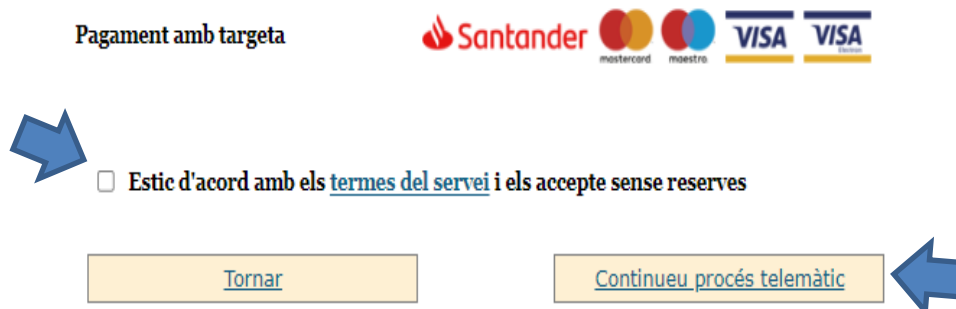 Pagament amb targeta
Santander
mastercard
maestro
VISA
VISA
Electron
Estic d'acord amb els termes del servei i els accepte sense reserves
Tornar
Continueu procés telemàtic